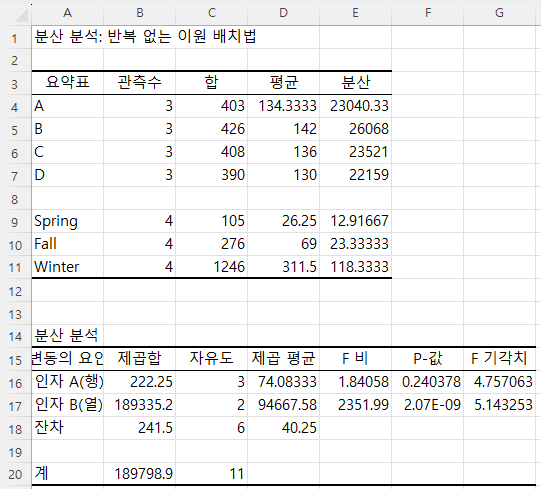 A B C D E F G
1 분산 분석: 반복 없는 이원 배치법
2
3 요약표 관측수 합 평균 분산
4 A 3 403 134.3333 23040.33
5 B 3 426 142 26068
6 C 3 408 136 23521
7 D 3 390 130 22159
8
9 Spring 4 105 26.25 12.91667
10 Fall 4 276 69 23.33333
11 Winter 4 1246 311.5 118.3333
12
13
14 분산 분석
15 변동의 요인 제곱합 자유도 제곱 평균 F 비 P-값 F 기각치
16 인자 A(행) 222.25 3 74.08333 1.84058 0.240378 4.757063
17 인자 B(열) 189335.2 2 94667.58 2351.99 2.07E-09 5.143253
18 잔차 241.5 6 40.25
19
20 계 189798.9 11